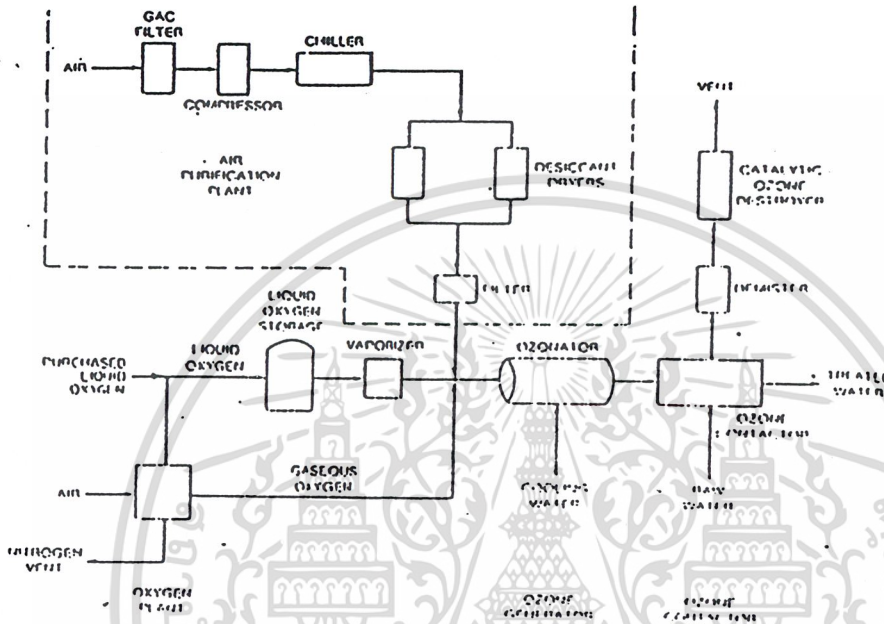 GAC
FILTER
CHILLER
AIR
COMPRESSOR
AIR
PURIFICATION
PLANT
DESICCANT
DRYERS
VENT
CATALYTIC
OZONE
DESTROYER
FILTER
DEMISTER
LIQUID
OXYGEN
STORAGE
LIQUID
OXYGEN
VAPORIZER
OZONATOR
PURCHASED
LIQUID
OXYGEN
TREATED
WATER
OZONE
CONTACTOR
GASEOUS
OXYGEN
AIR
COOLING
WATER
RAW
WATER
NITROGEN
VENT
OXYGEN
PLANT
OZONE
GENERATOR
OZONE
CONTACTOR